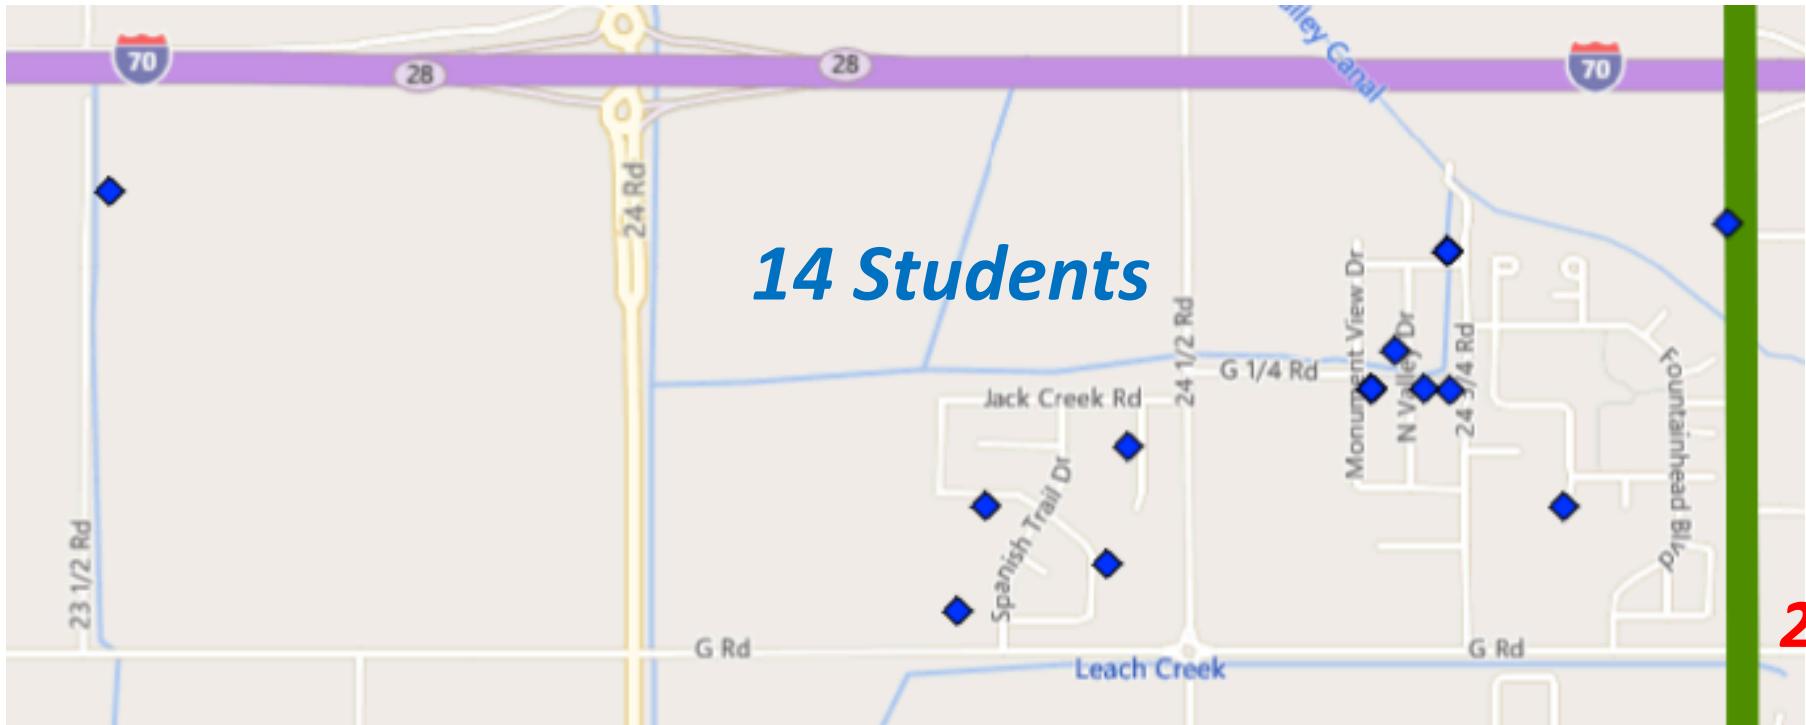 70
28
28
70
lley Canal
24 Rd
14 Students
24 1/2 Rd
Monument View Dr
N Valley Dr
24 3/4 Rd
G 1/4 Rd
Fountainhead Blvd
Jack Creek Rd
Spanish Trail Dr
23 1/2 Rd
2
G Rd
G Rd
Leach Creek